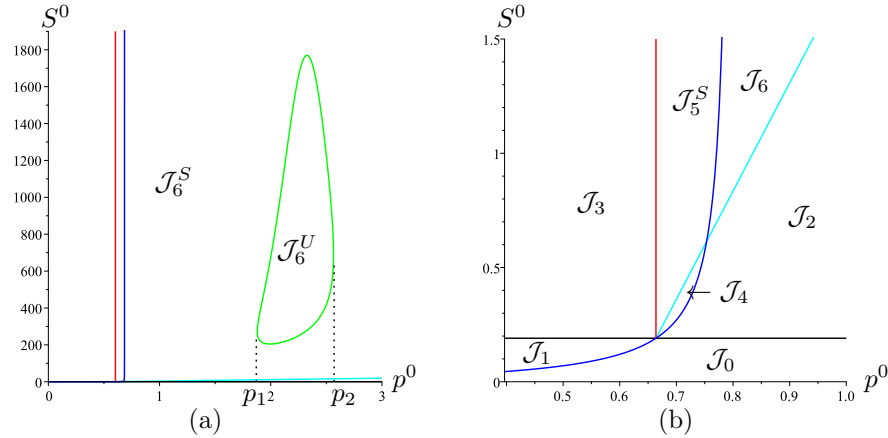 S^0
1800
1600
1400
1200
1000
800
600
400
200
0
0
1
2
3
p_1
p_2
p^0
𝒥_6^S
𝒥_6^U
(a)
S^0
1.5
1
0.5
0
0.5
0.6
0.7
0.8
0.9
1.0
p^0
𝒥_5^S
𝒥_6
𝒥_3
𝒥_2
𝒥_4
𝒥_1
𝒥_0
(b)